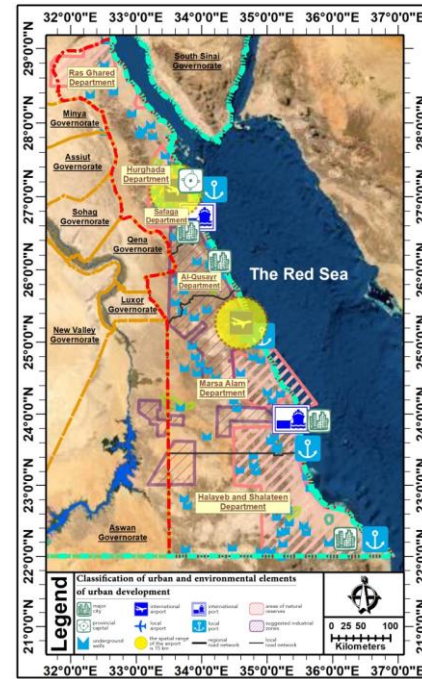 32°0'0"E 33°0'0"E 34°0'0"E 35°0'0"E 36°0'0"E 37°0'0"E
29°0'0"N
28°0'0"N
27°0'0"N
26°0'0"N
25°0'0"N
24°0'0"N
23°0'0"N
22°0'0"N
21°0'0"N
South Sinai
Governorate
Ras Ghared
Department
Minya
Governorate
Assiut
Governorate
Hurghada
Department
Sohag
Governorate
Safaga
Department
Qena
Governorate
Al-Qusayr
Department
The Red Sea
Luxor
Governorate
New Valley
Governorate
Marsa Alam
Department
Halayeb and Shalateen
Department
Aswan
Governorate
Legend
Classification of urban and environmental elements
of urban development
major
city
international
airport
international
port
areas of natural
reserves
provincial
capital
local
airport
local
port
suggested industrial
zones
underground
wells
the spatial range
of the airport
regional
road network
local
road network
0 50 100
Kilometers
32°0'0"E 33°0'0"E 34°0'0"E 35°0'0"E 36°0'0"E 37°0'0"E